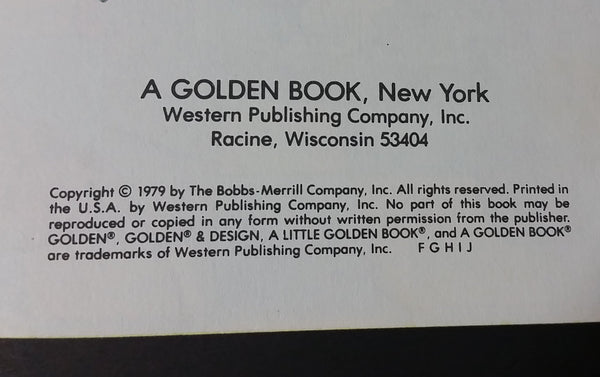 A GOLDEN BOOK, New York
Western Publishing Company, Inc.
Racine, Wisconsin 53404
Copyright © 1979 by The Bobbs-Merrill Company, Inc. All rights reserved. Printed in
the U.S.A. by Western Publishing Company, Inc. No part of this book may be
reproduced or copied in any form without written permission from the publisher.
GOLDEN®, GOLDEN® & DESIGN, A LITTLE GOLDEN BOOK®, and A GOLDEN BOOK®
are trademarks of Western Publishing Company, Inc. F G H I J